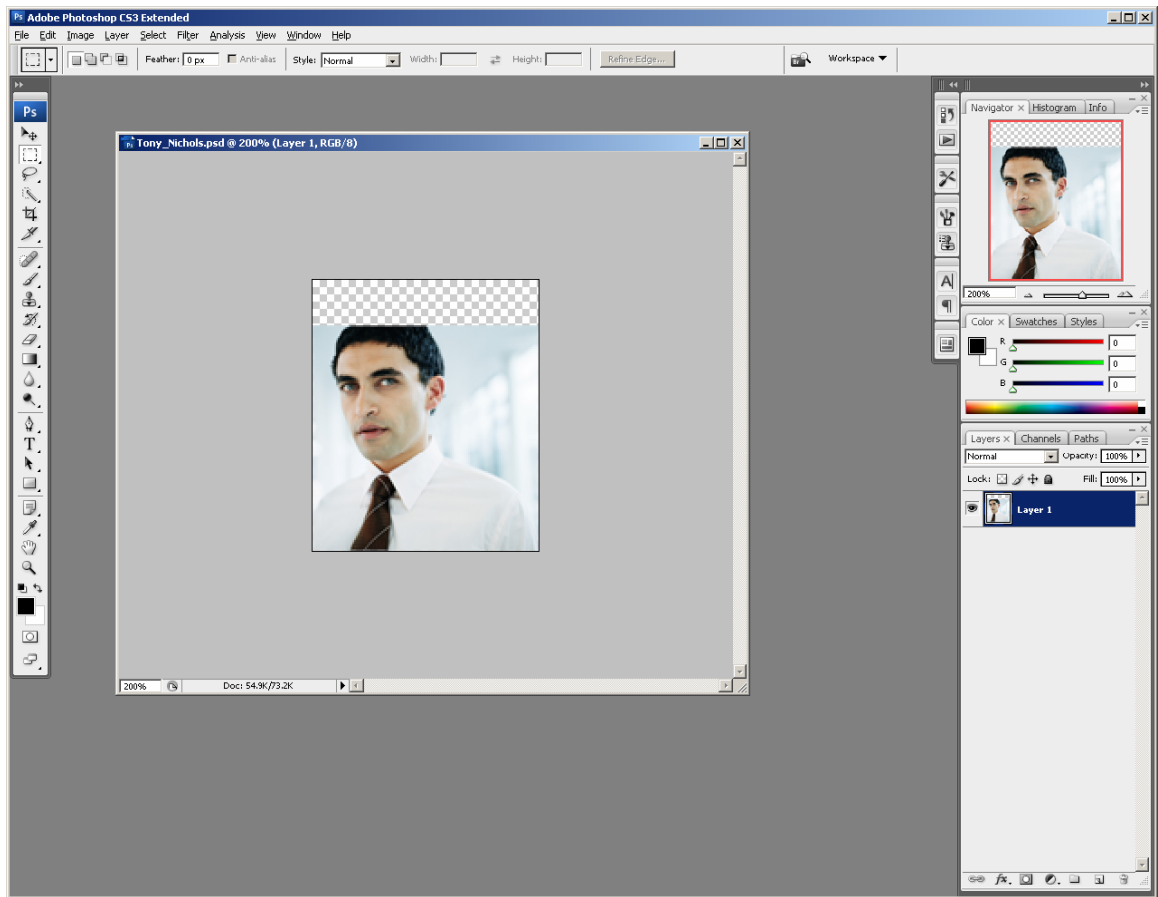 Ps Adobe Photoshop CS3 Extended
File Edit Image Layer Select Filter Analysis View Window Help
Feather: 0 px Anti-alias Style: Normal Width: Height: Refine Edge... Workspace
Ps
Tony_Nichols.psd @ 200% (Layer 1, RGB/8)
200% Doc: 54.9K/73.2K
Navigator × Histogram Info
200%
Color × Swatches Styles
R 0
G 0
B 0
Layers × Channels Paths
Normal Opacity: 100%
Lock: Fill: 100%
Layer 1